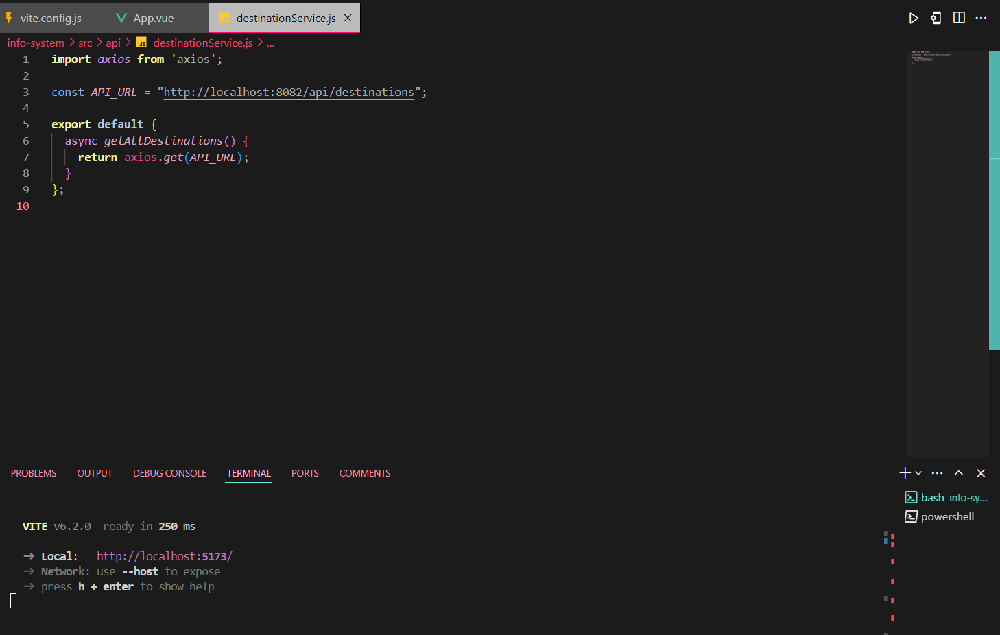 vite.config.js App.vue destinationService.js
info-system > src > api > JS destinationService.js > ...
1 import axios from 'axios';
2
3 const API_URL = "http://localhost:8082/api/destinations";
4
5 export default {
6 async getAllDestinations() {
7 return axios.get(API_URL);
8 }
9 };
10
PROBLEMS OUTPUT DEBUG CONSOLE TERMINAL PORTS COMMENTS
bash info-sy...
powershell
VITE v6.2.0 ready in 250 ms
➜ Local: http://localhost:5173/
➜ Network: use --host to expose
➜ press h + enter to show help